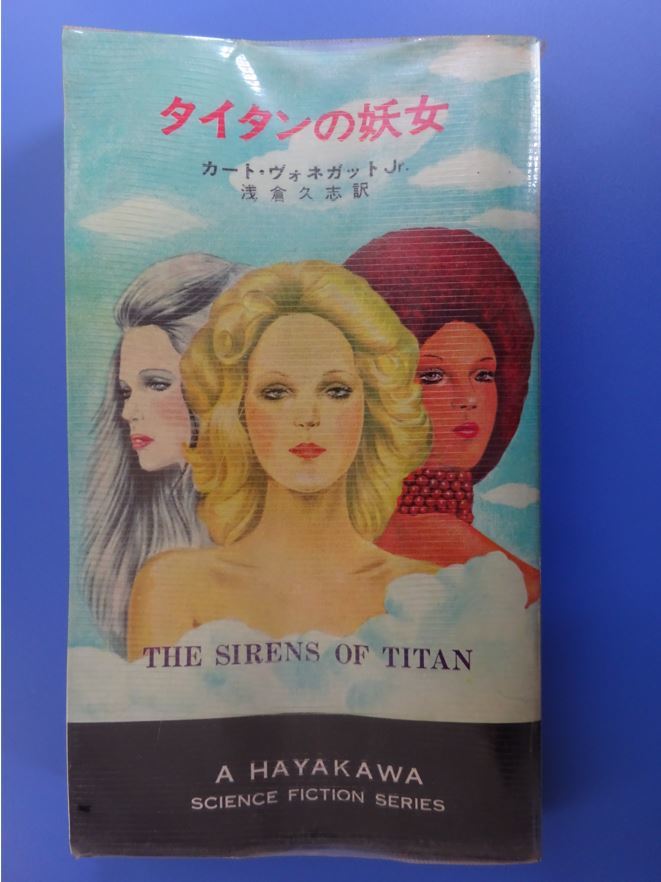 タイタンの妖女
カート・ヴォネガットJr.
浅倉久志訳
THE SIRENS OF TITAN
A HAYAKAWA
SCIENCE FICTION SERIES